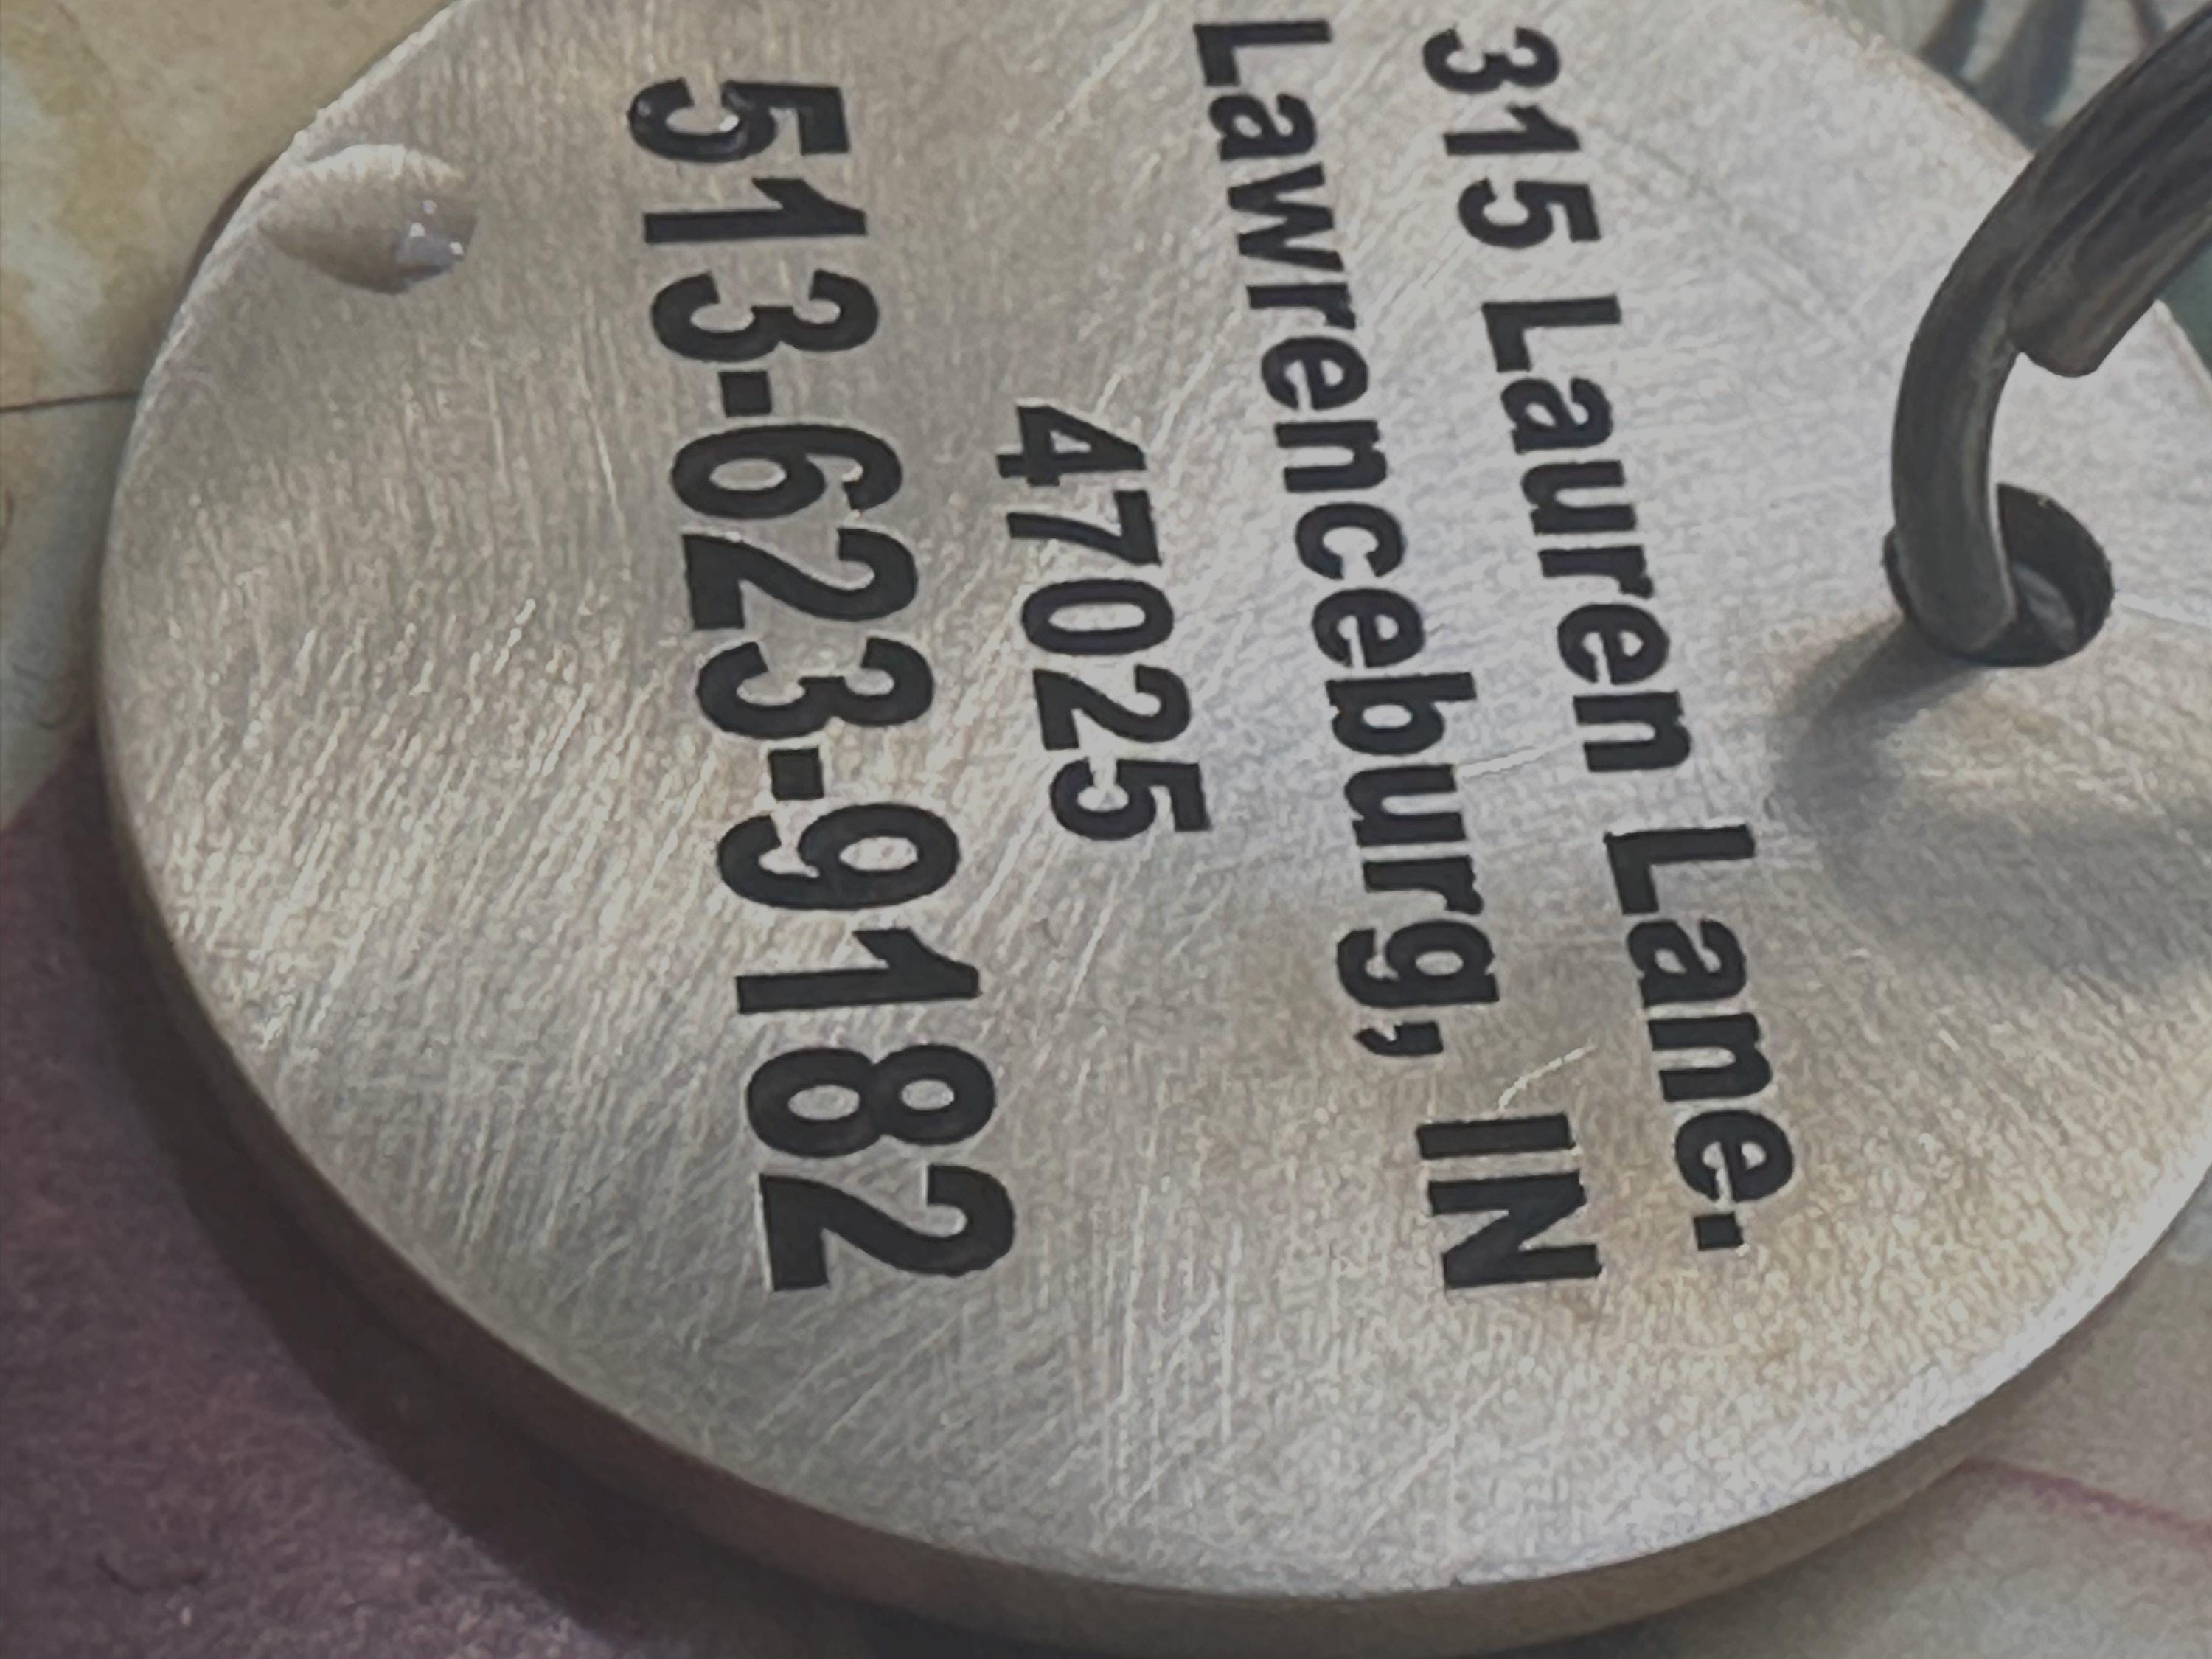 315 Lauren Lane.
Lawrenceburg, IN
47025
513-623-9182